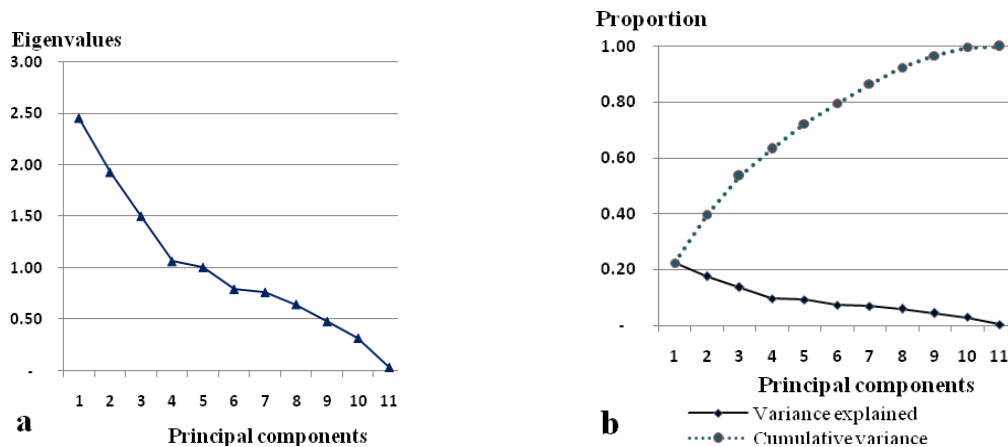 Eigenvalues
3.00
2.50
2.00
1.50
1.00
0.50
-
1 2 3 4 5 6 7 8 9 10 11
a
Principal components
Proportion
1.00
0.80
0.60
0.40
0.20
-
1 2 3 4 5 6 7 8 9 10 11
Principal components
b
Variance explained
Cumulative variance